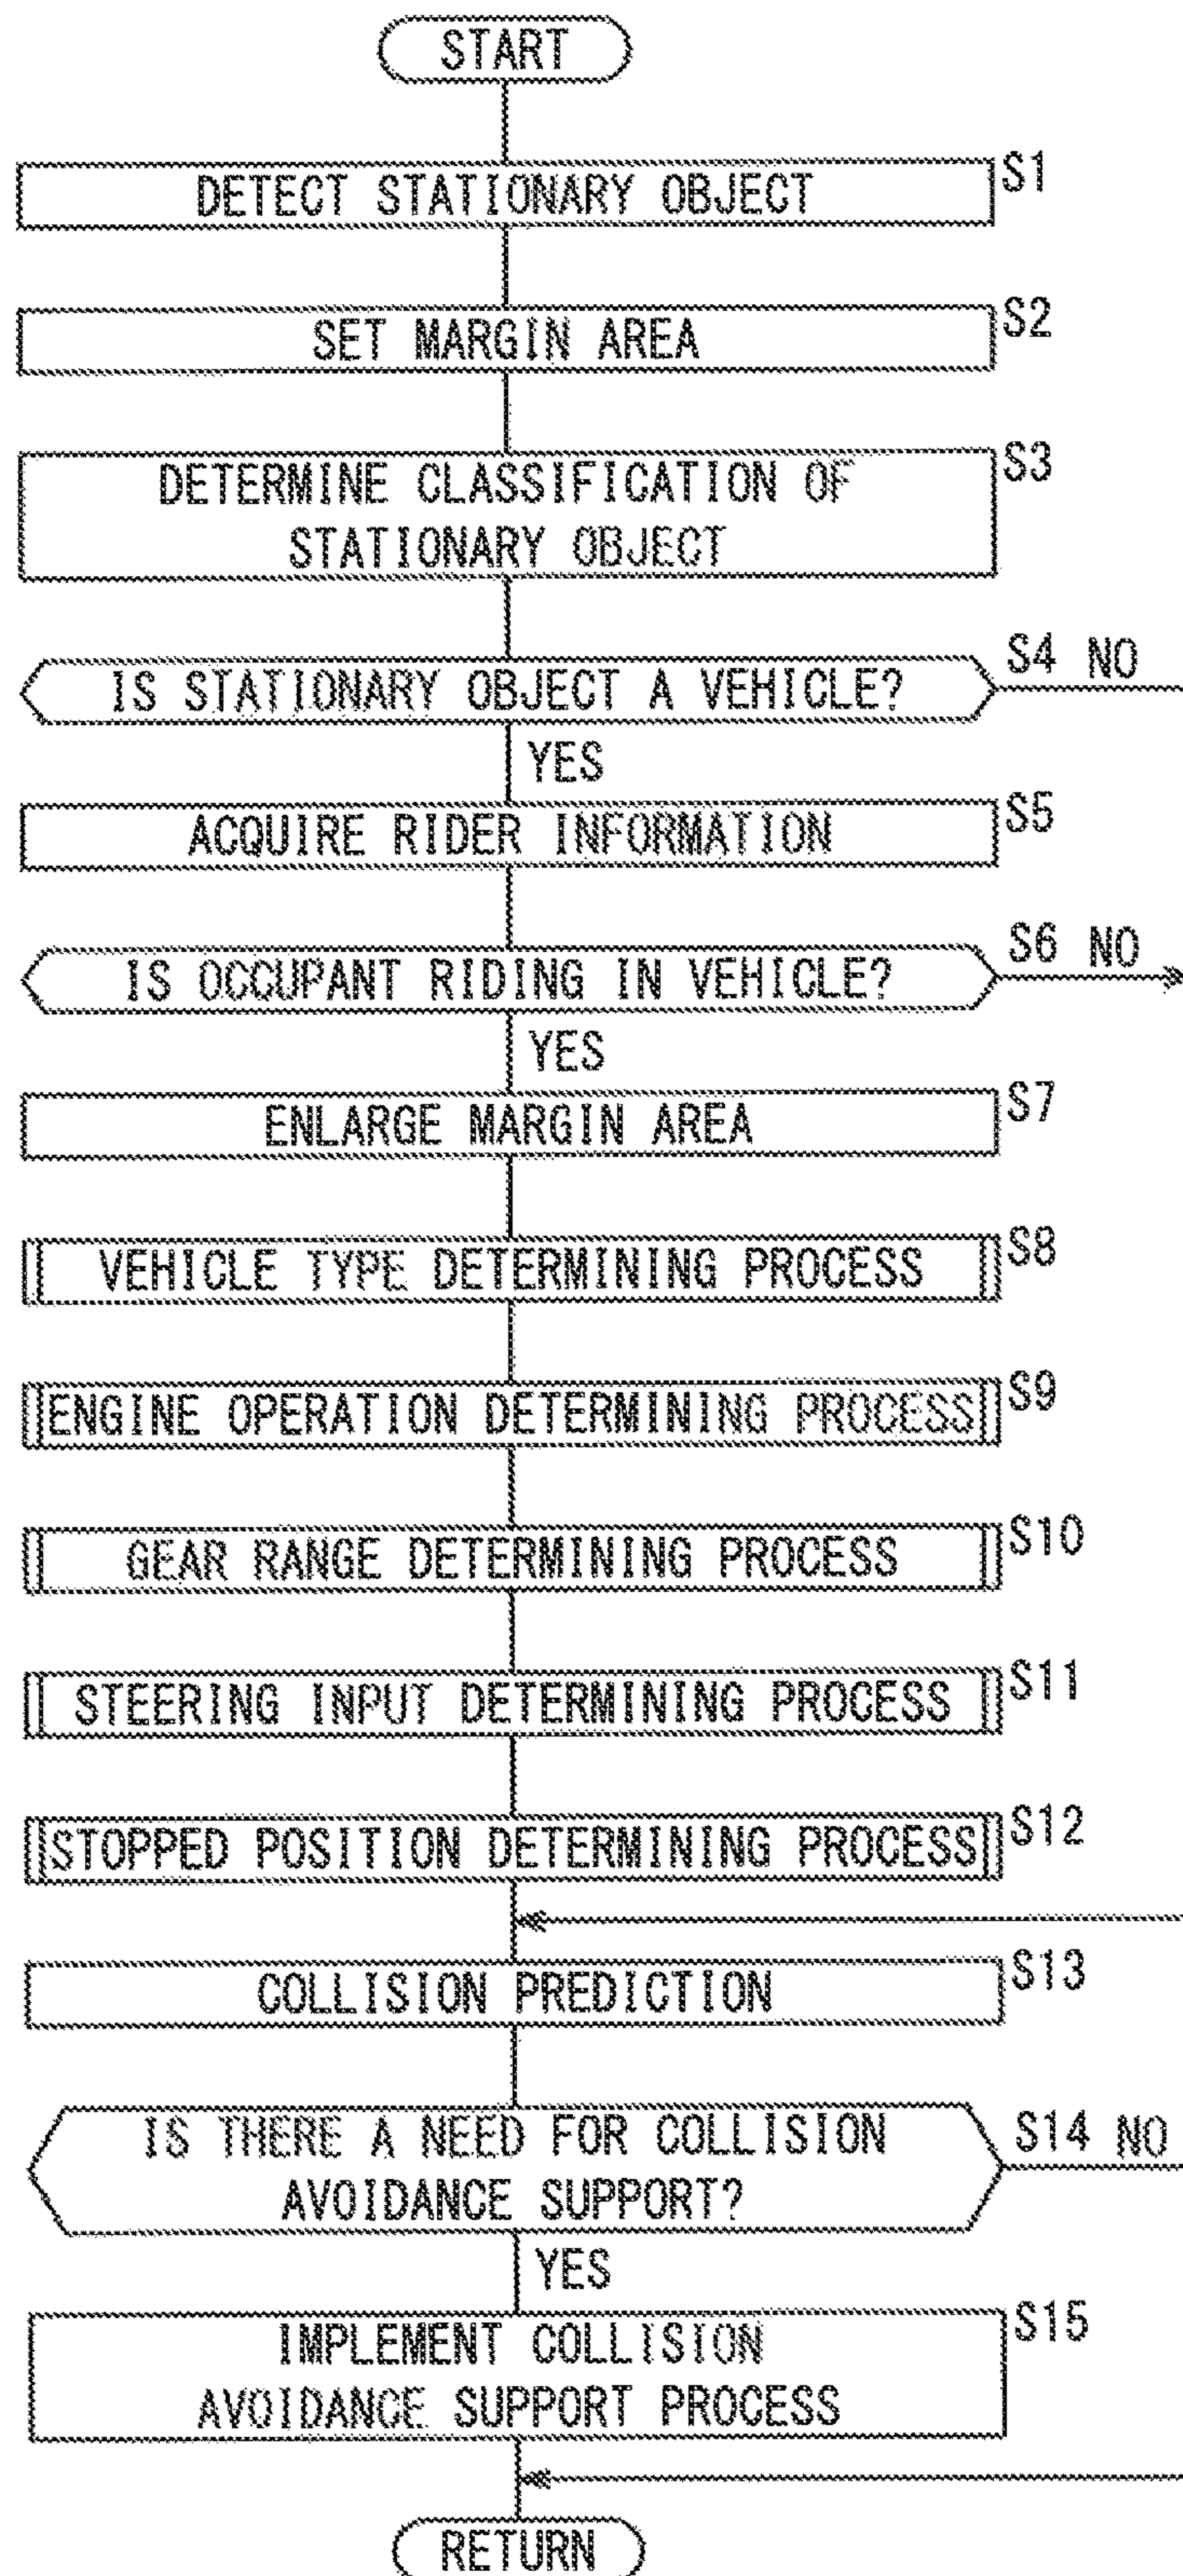 START
DETECT STATIONARY OBJECT S1
SET MARGIN AREA S2
DETERMINE CLASSIFICATION OF S3
STATIONARY OBJECT
IS STATIONARY OBJECT A VEHICLE? S4 NO
YES
ACQUIRE RIDER INFORMATION S5
IS OCCUPANT RIDING IN VEHICLE? S6 NO
YES
ENLARGE MARGIN AREA S7
VEHICLE TYPE DETERMINING PROCESS S8
ENGINE OPERATION DETERMINING PROCESS S9
GEAR RANGE DETERMINING PROCESS S10
STEERING INPUT DETERMINING PROCESS S11
STOPPED POSITION DETERMINING PROCESS S12
COLLISION PREDICTION S13
IS THERE A NEED FOR COLLISION S14 NO
AVOIDANCE SUPPORT?
YES
IMPLEMENT COLLISION S15
AVOIDANCE SUPPORT PROCESS
RETURN